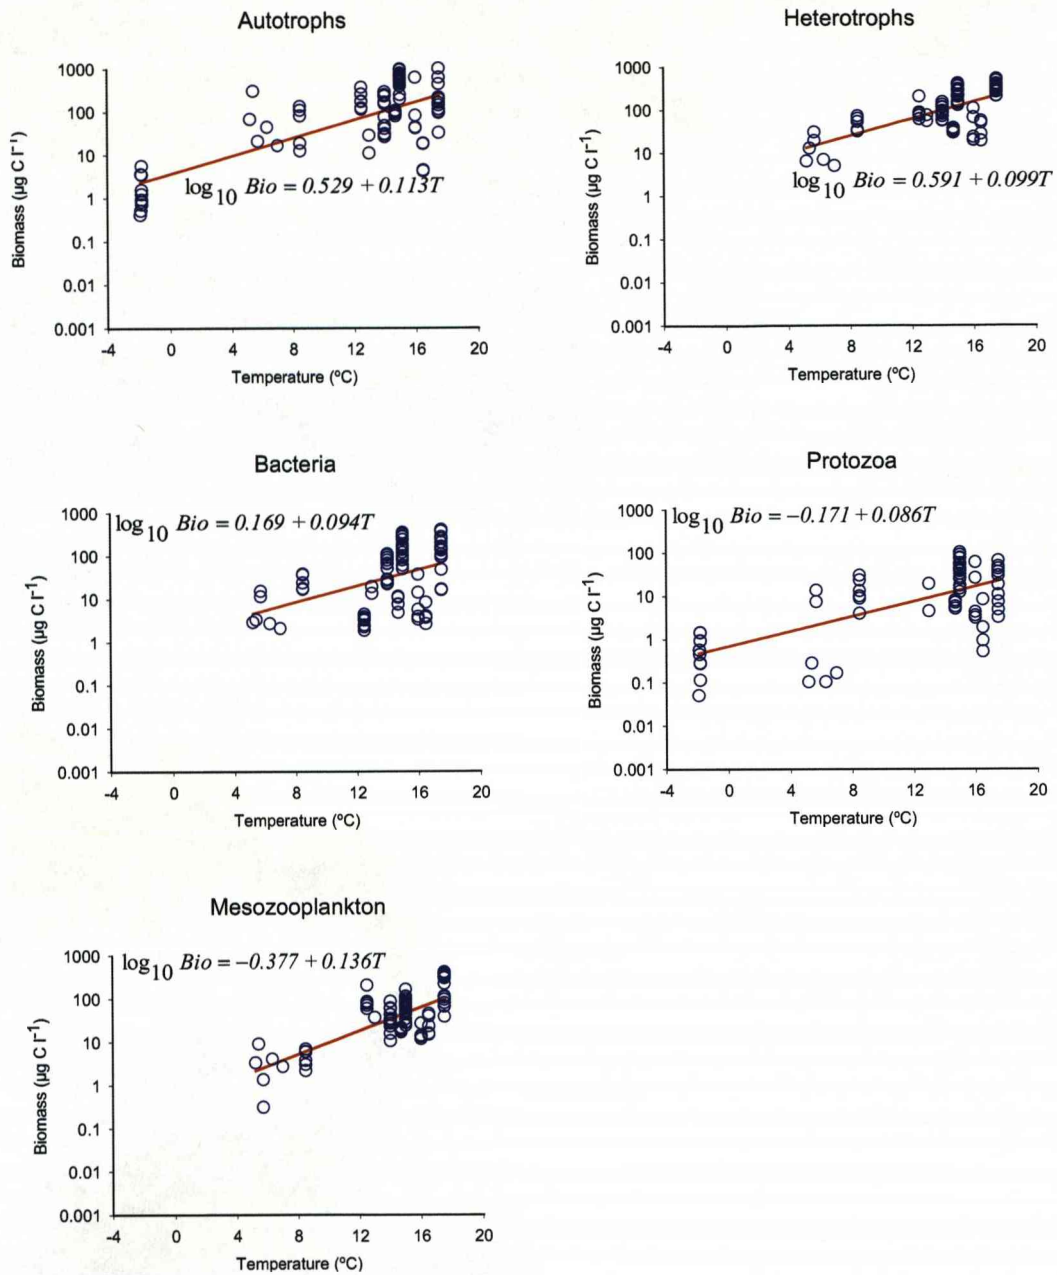 Autotrophs
1000
100
10
1
0.1
0.01
0.001
Biomass (µg C l⁻¹)
log₁₀ Bio = 0.529 + 0.113T
-4 0 4 8 12 16 20
Temperature (ºC)
Heterotrophs
1000
100
10
1
0.1
0.01
0.001
Biomass (µg C l⁻¹)
log₁₀ Bio = 0.591 + 0.099T
-4 0 4 8 12 16 20
Temperature (ºC)
Bacteria
1000
100
10
1
0.1
0.01
0.001
Biomass (µg C l⁻¹)
log₁₀ Bio = 0.169 + 0.094T
-4 0 4 8 12 16 20
Temperature (ºC)
Protozoa
1000
100
10
1
0.1
0.01
0.001
Biomass (µg C l⁻¹)
log₁₀ Bio = −0.171 + 0.086T
-4 0 4 8 12 16 20
Temperature (ºC)
Mesozooplankton
1000
100
10
1
0.1
0.01
0.001
Biomass (µg C l⁻¹)
log₁₀ Bio = −0.377 + 0.136T
-4 0 4 8 12 16 20
Temperature (ºC)